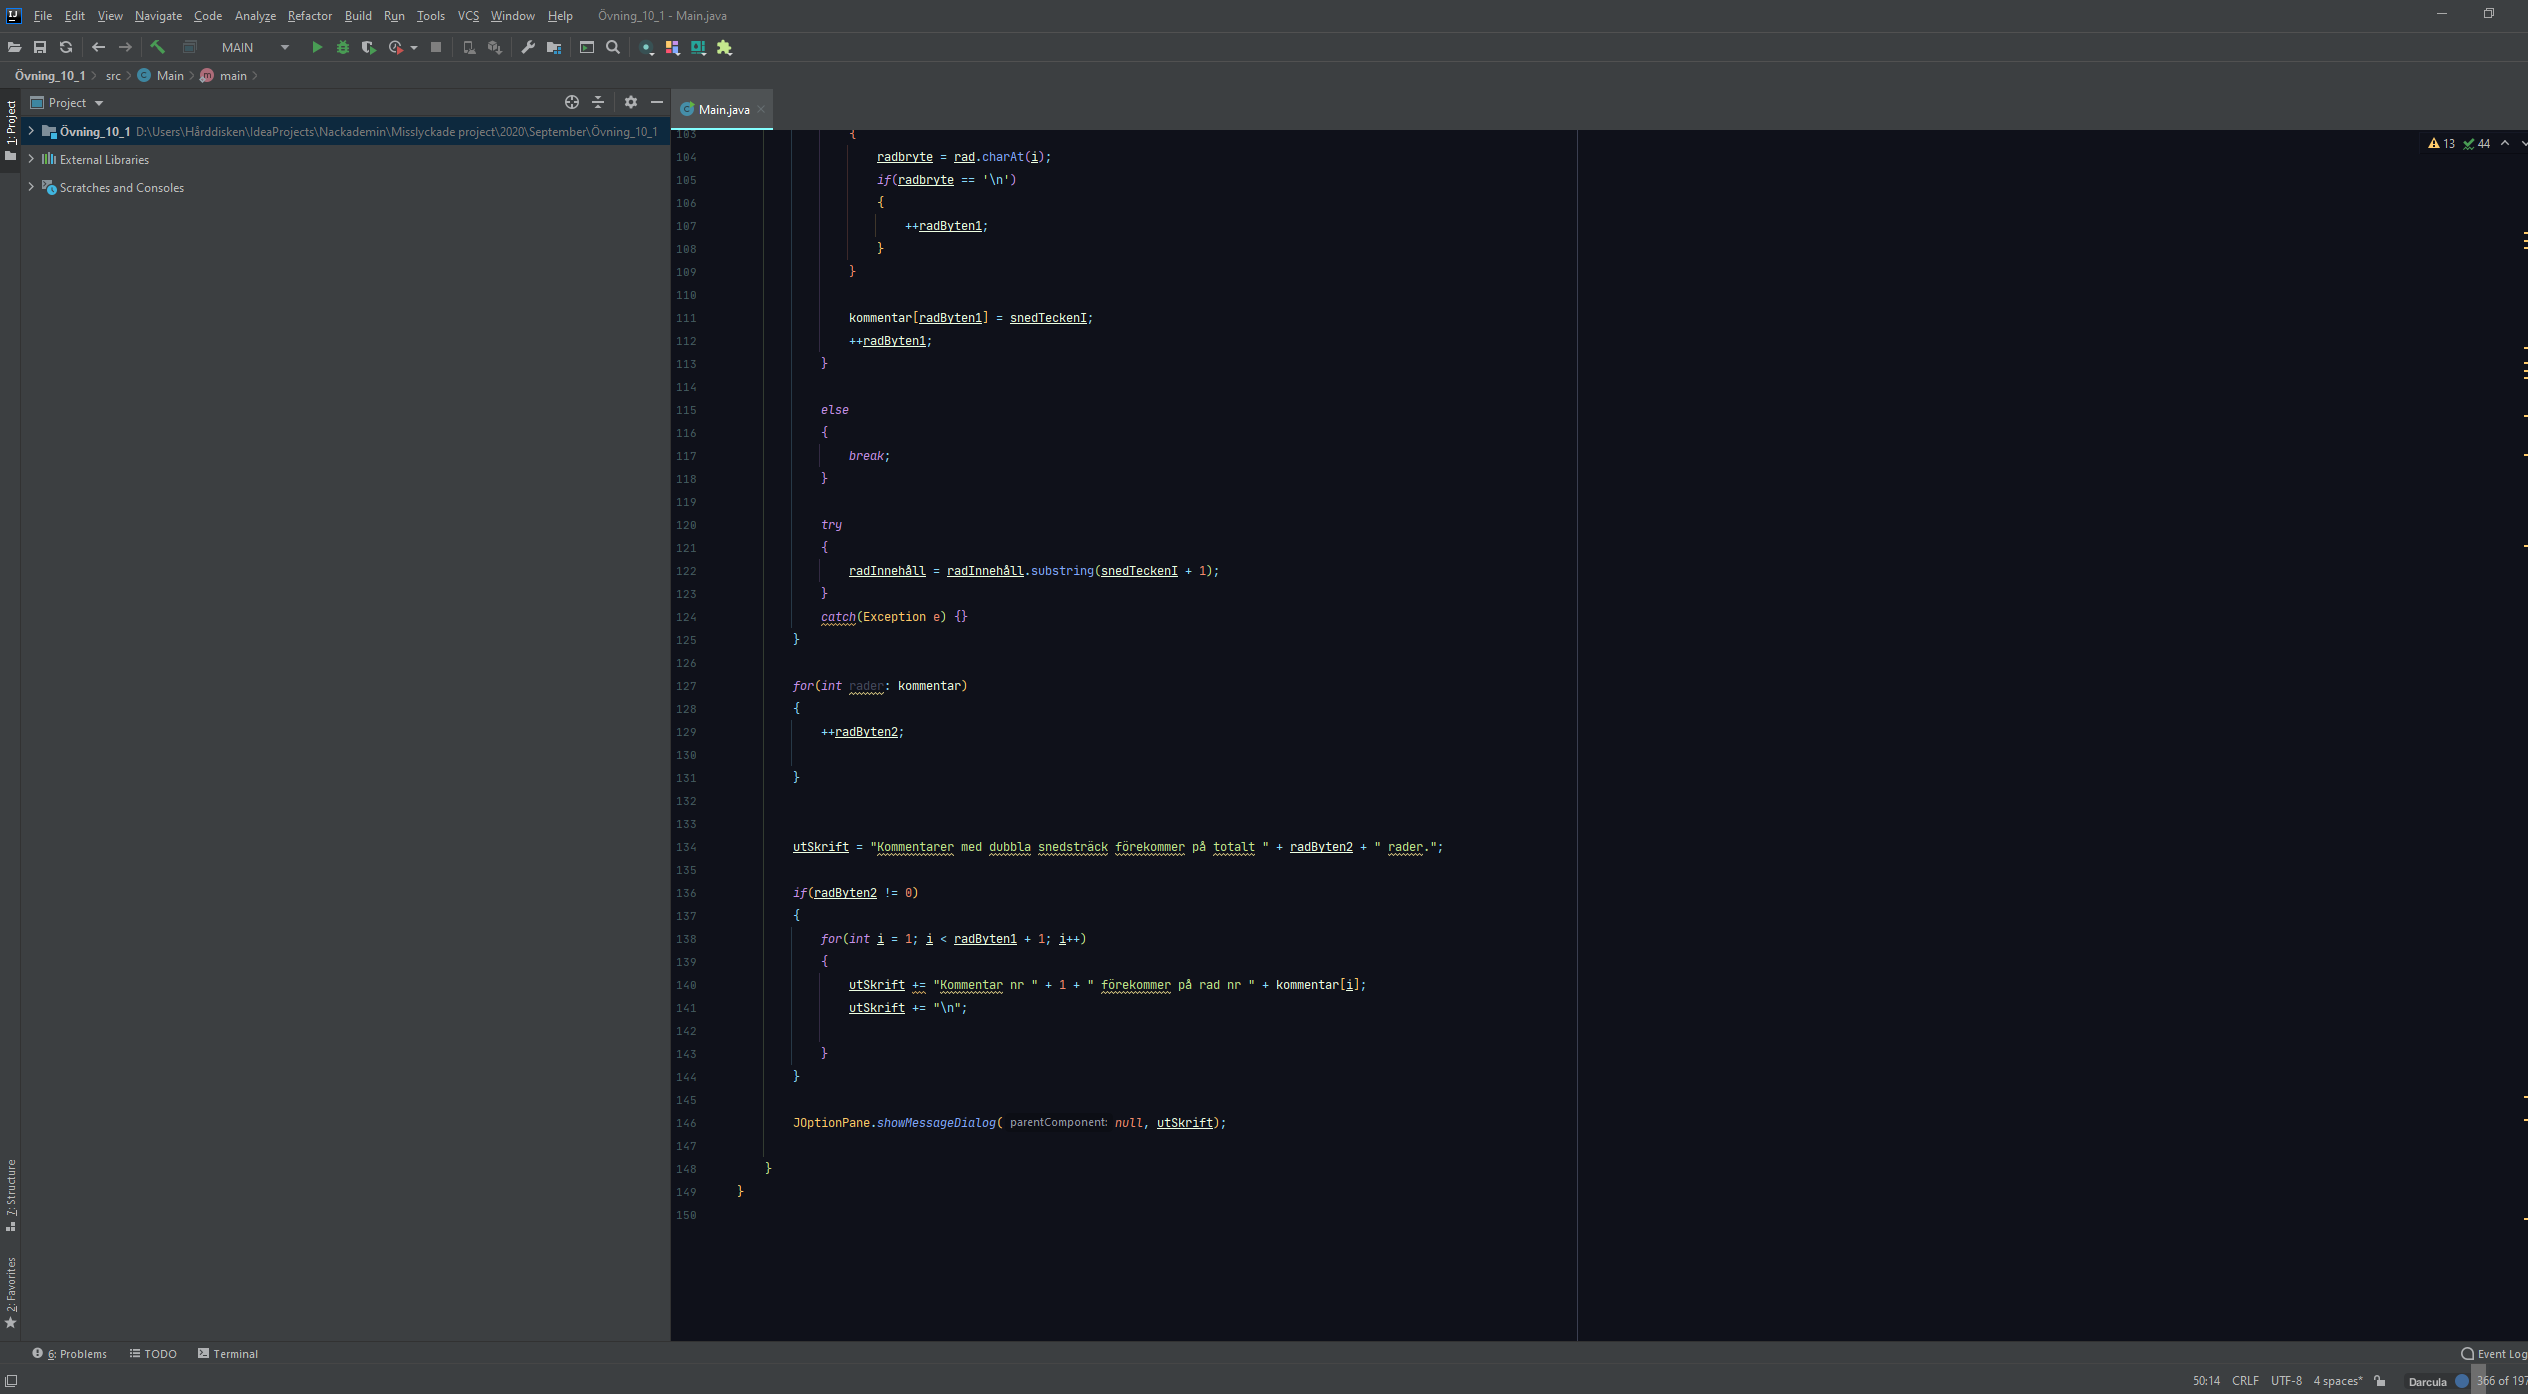 File Edit View Navigate Code Analyze Refactor Build Run Tools VCS Window Help Övning_10_1 - Main.java
MAIN
Övning_10_1 src Main main
Project
Main.java
1: Project
Övning_10_1 D:\Users\Hårddisken\IdeaProjects\Nackademin\Misslyckade project\2020\September\Övning_10_1
External Libraries
Scratches and Consoles
7: Structure
2: Favorites
13 44
103 {
104 radbryte = rad.charAt(i);
105 if(radbryte == '\n')
106 {
107 ++radByten1;
108 }
109 }
110
111 kommentar[radByten1] = snedTeckenI;
112 ++radByten1;
113 }
114
115 else
116 {
117 break;
118 }
119
120 try
121 {
122 radInnehåll = radInnehåll.substring(snedTeckenI + 1);
123 }
124 catch(Exception e) {}
125 }
126
127 for(int rader: kommentar)
128 {
129 ++radByten2;
130
131 }
132
133
134 utSkrift = "Kommentarer med dubbla snedsträck förekommer på totalt " + radByten2 + " rader.";
135
136 if(radByten2 != 0)
137 {
138 for(int i = 1; i < radByten1 + 1; i++)
139 {
140 utSkrift += "Kommentar nr " + 1 + " förekommer på rad nr " + kommentar[i];
141 utSkrift += "\n";
142
143 }
144 }
145
146 JOptionPane.showMessageDialog( parentComponent: null, utSkrift);
147
148 }
149 }
150
6: Problems TODO Terminal Event Log
50:14 CRLF UTF-8 4 spaces* Darcula 366 of 197